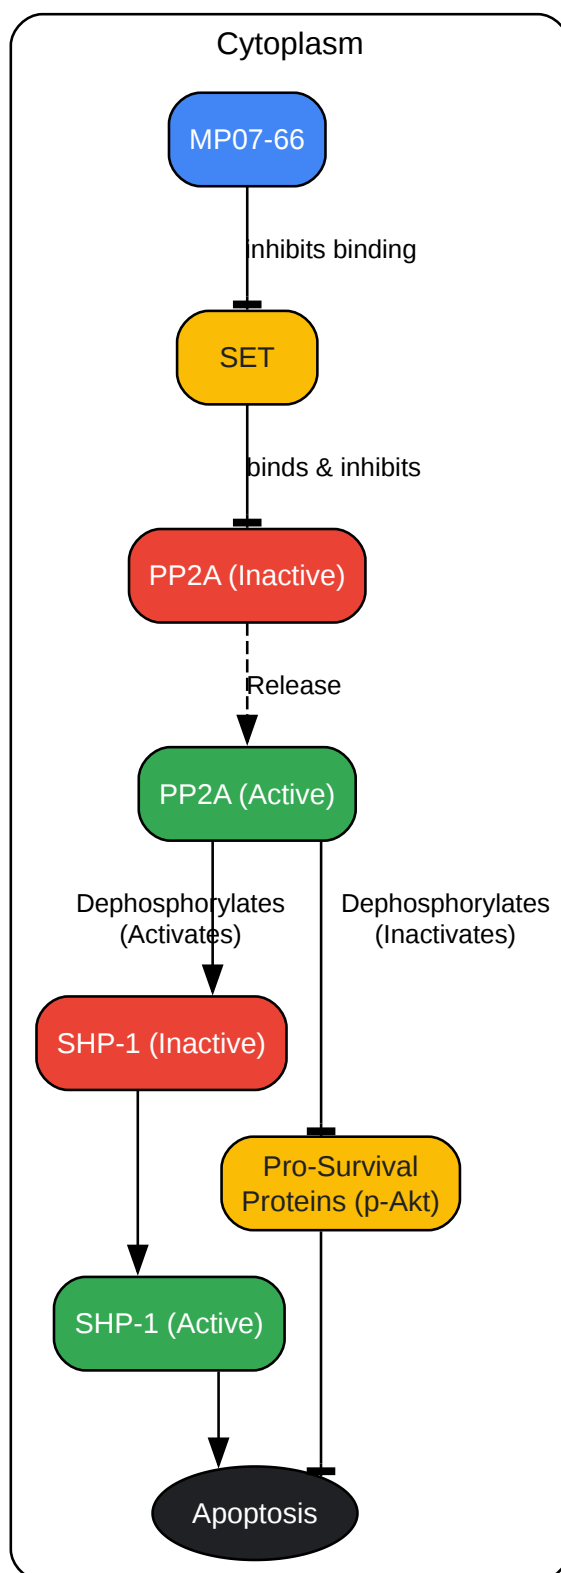 Cytoplasm
MP07-66
inhibits binding
SET
binds & inhibits
PP2A (Inactive)
Release
PP2A (Active)
Dephosphorylates
(Activates)
Dephosphorylates
(Inactivates)
SHP-1 (Inactive)
Pro-Survival
Proteins (p-Akt)
SHP-1 (Active)
Apoptosis